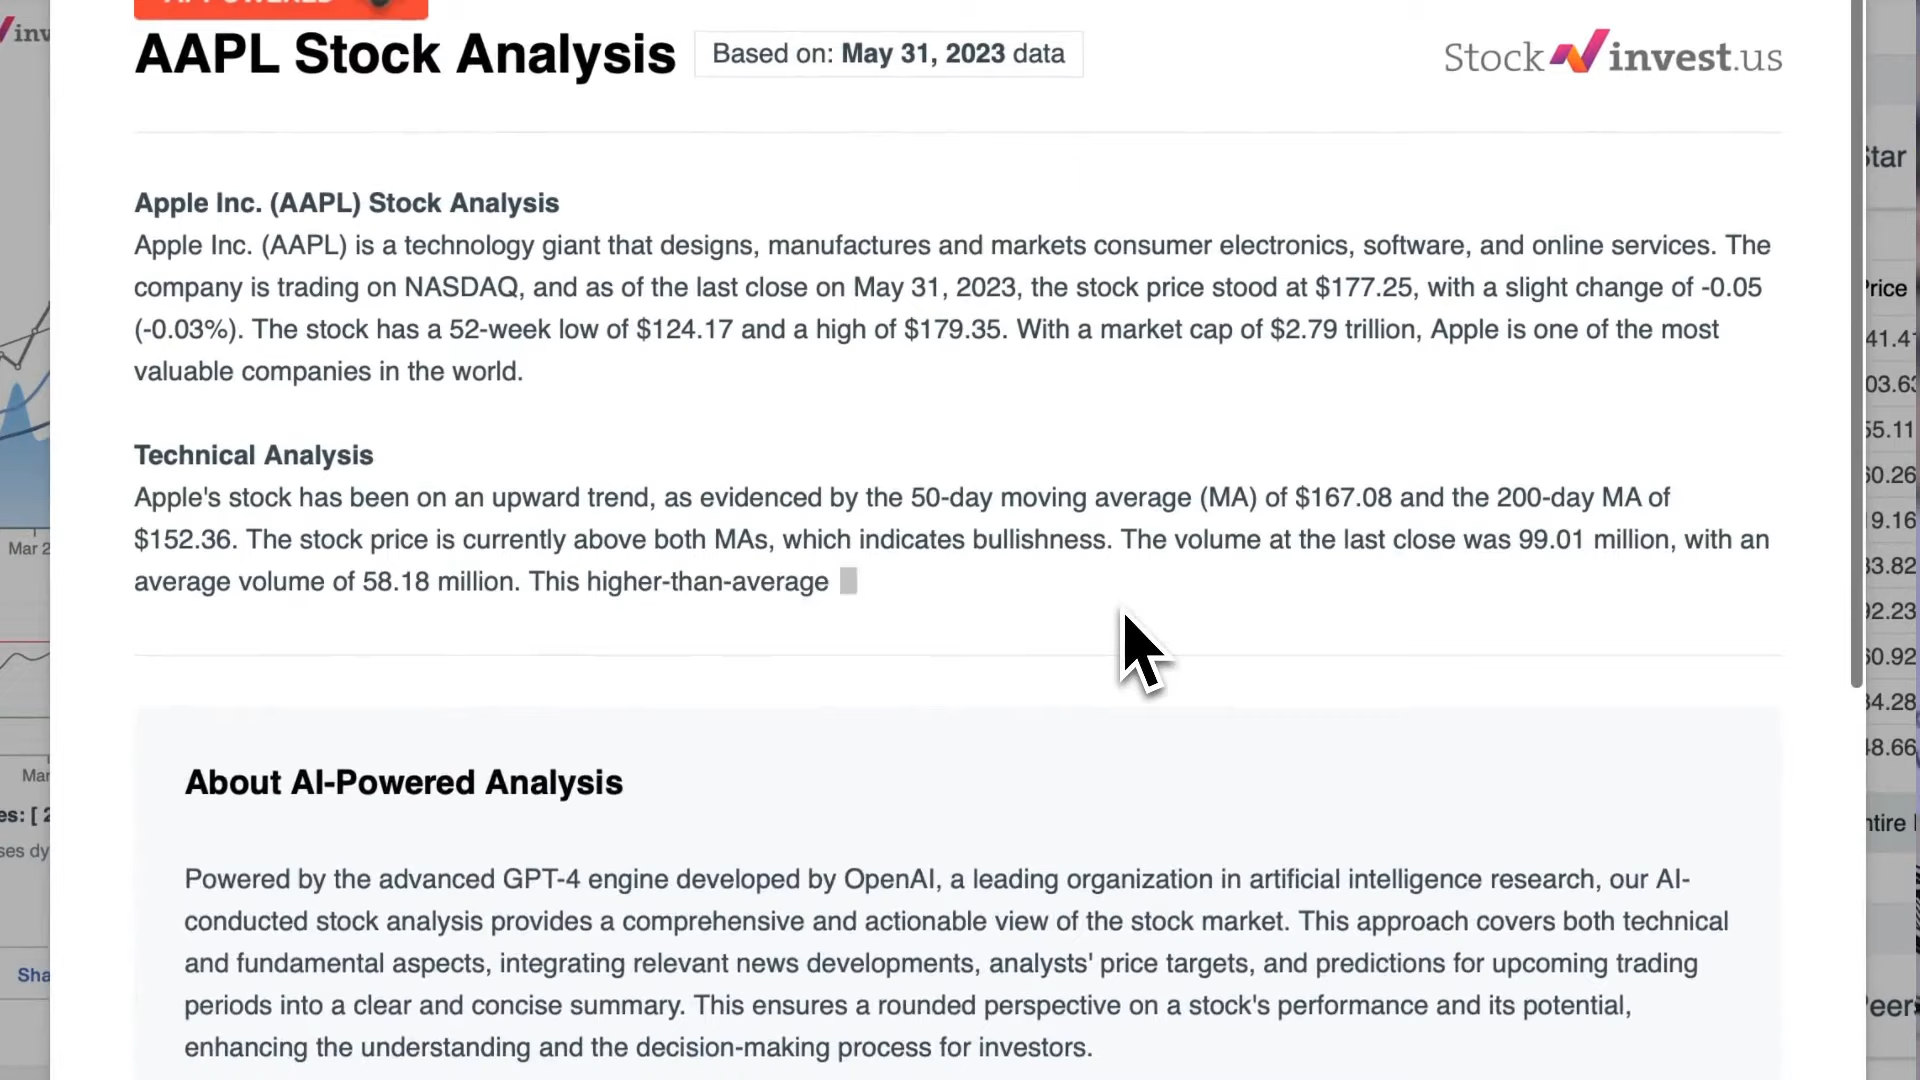 AAPL Stock Analysis
Based on: May 31, 2023 data
Stock invest.us
Apple Inc. (AAPL) Stock Analysis
Apple Inc. (AAPL) is a technology giant that designs, manufactures and markets consumer electronics, software, and online services. The
company is trading on NASDAQ, and as of the last close on May 31, 2023, the stock price stood at $177.25, with a slight change of -0.05
(-0.03%). The stock has a 52-week low of $124.17 and a high of $179.35. With a market cap of $2.79 trillion, Apple is one of the most
valuable companies in the world.
Technical Analysis
Apple's stock has been on an upward trend, as evidenced by the 50-day moving average (MA) of $167.08 and the 200-day MA of
$152.36. The stock price is currently above both MAs, which indicates bullishness. The volume at the last close was 99.01 million, with an
average volume of 58.18 million. This higher-than-average
About AI-Powered Analysis
Powered by the advanced GPT-4 engine developed by OpenAI, a leading organization in artificial intelligence research, our AI-
conducted stock analysis provides a comprehensive and actionable view of the stock market. This approach covers both technical
and fundamental aspects, integrating relevant news developments, analysts' price targets, and predictions for upcoming trading
periods into a clear and concise summary. This ensures a rounded perspective on a stock's performance and its potential,
enhancing the understanding and the decision-making process for investors.